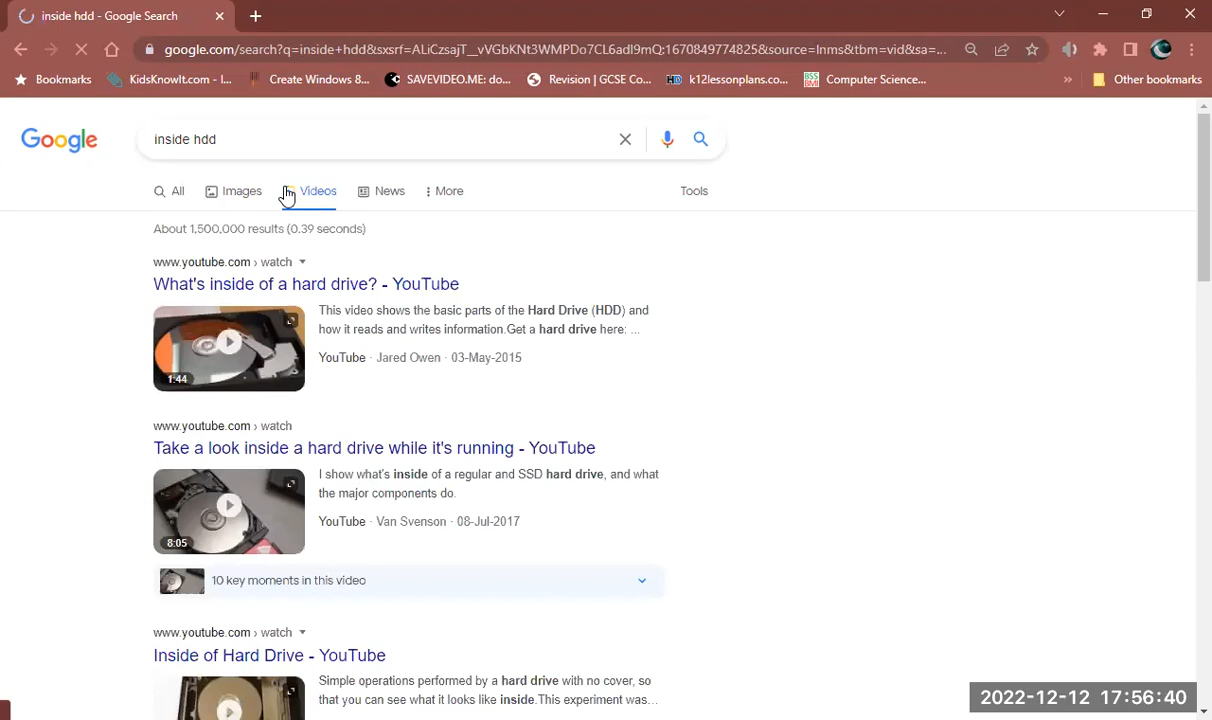 inside hdd - Google Search
google.com/search?q=inside+hdd&sxsrf=ALiCzsajT_vVGbKNt3WMPDo7CL6adl9mQ;1670849774825&source=lnms&tbm=vid&sa=...
Bookmarks KidsKnowIt.com - I... Create Windows 8... SAVEVIDEO.ME: do... Revision | GCSE Co... k12lessonplans.co... Computer Science... » Other bookmarks
Google inside hdd
All Images Videos News More Tools
About 1,500,000 results (0.39 seconds)
www.youtube.com › watch
What's inside of a hard drive? - YouTube
This video shows the basic parts of the Hard Drive (HDD) and
how it reads and writes information.Get a hard drive here: ...
YouTube · Jared Owen · 03-May-2015
1:44
www.youtube.com › watch
Take a look inside a hard drive while it's running - YouTube
I show what's inside of a regular and SSD hard drive, and what
the major components do.
YouTube · Van Svenson · 08-Jul-2017
8:05
10 key moments in this video
www.youtube.com › watch
Inside of Hard Drive - YouTube
Simple operations performed by a hard drive with no cover, so
that you can see what it looks like inside.This experiment was...
2022-12-12 17:56:40